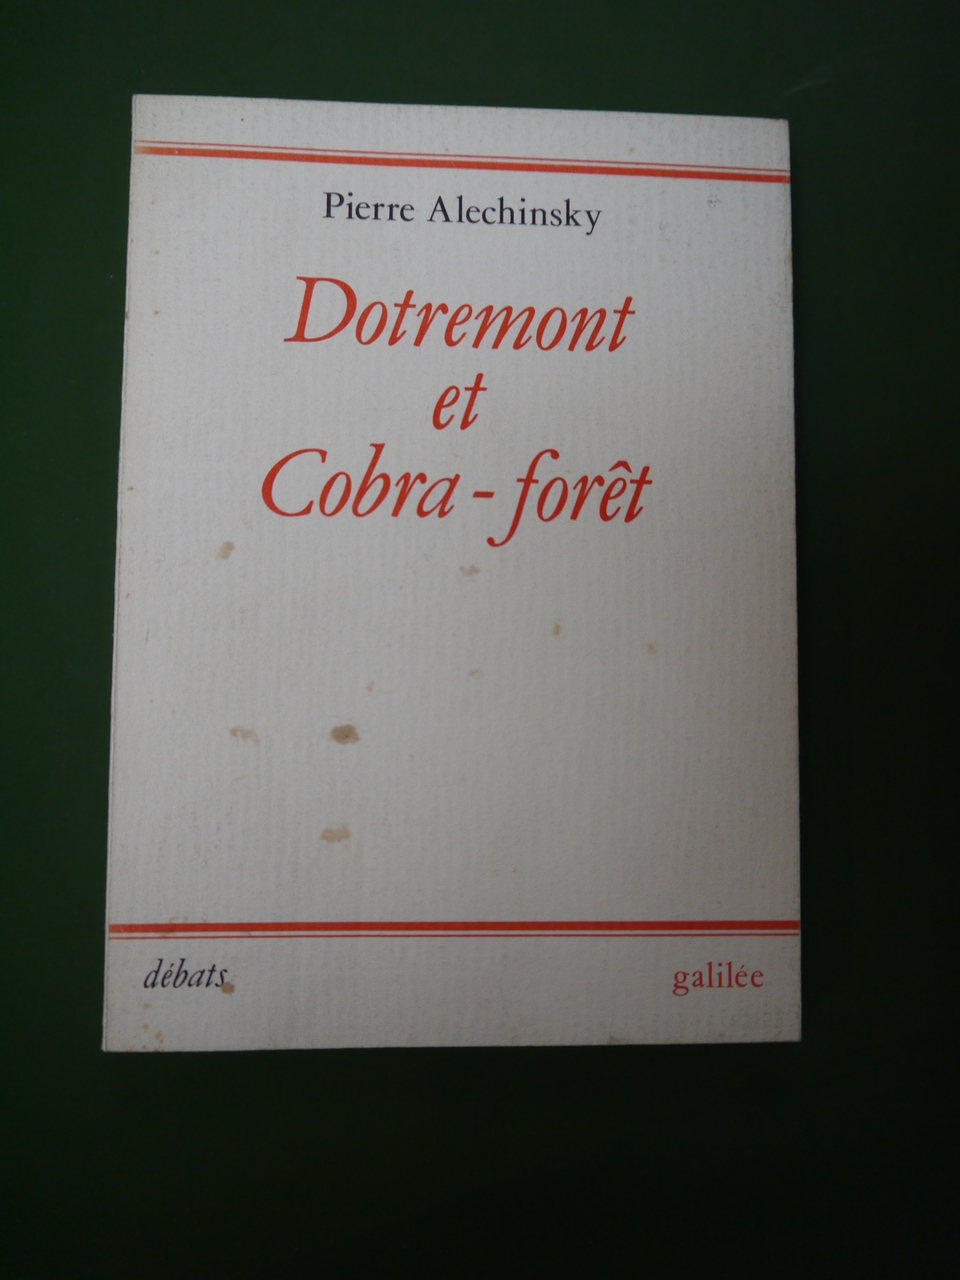 Pierre Alechinsky
Dotremont
et
Cobra - forêt
débats
galilée